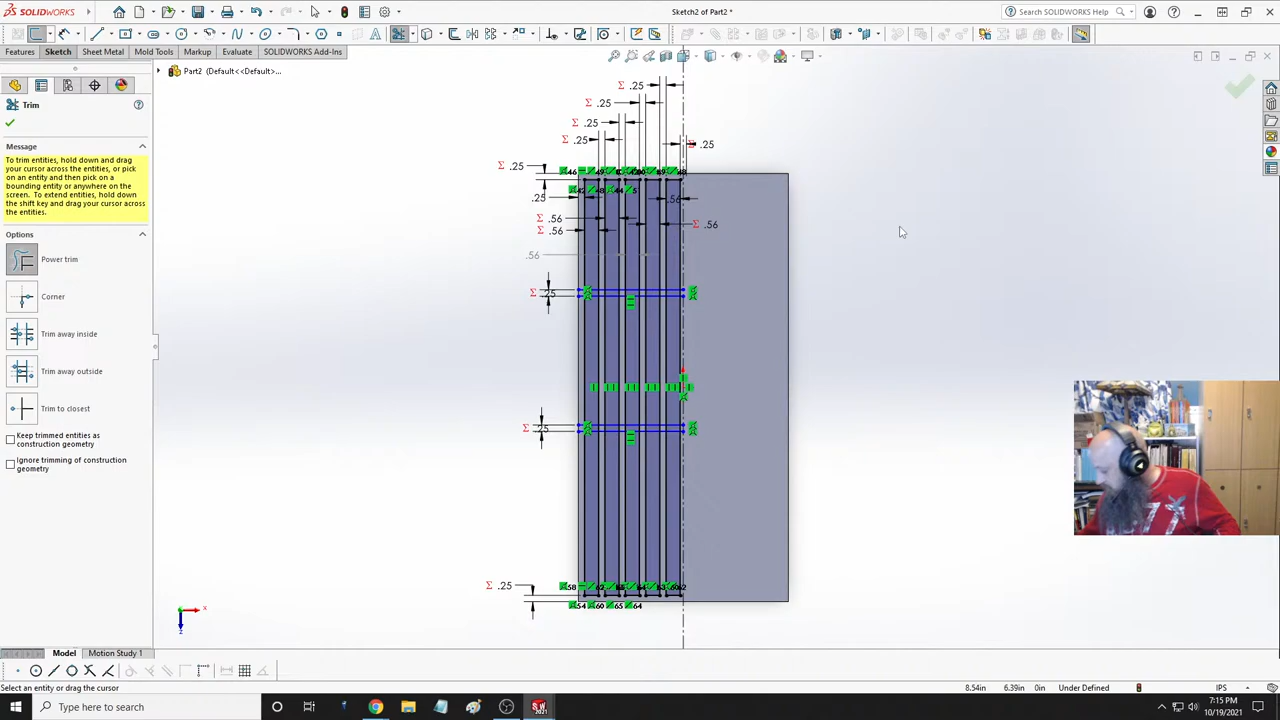 SOLIDWORKS
Sketch2 of Part2 *
Search SOLIDWORKS Help
Features
Sketch
Sheet Metal
Mold Tools
Markup
Evaluate
SOLIDWORKS Add-Ins
Part2 (Default<<Default>...
Trim
Message
To trim entities, hold down and drag
your cursor across the entities, or pick
on an entity and then pick on a
bounding entity or anywhere on the
screen. To extend entities, hold down
the shift key and drag your cursor across
the entities.
Options
Power trim
Corner
Trim away inside
Trim away outside
Trim to closest
Keep trimmed entities as
construction geometry
Ignore trimming of construction
geometry
Σ .25
Σ .25
Σ .25
Σ .25
.25
Σ .25
.25
.56
Σ .56
Σ .56
Σ .56
.56
Σ .25
Σ .25
Σ .25
Model
Motion Study 1
Select an entity or drag the cursor
8.54in
6.39in
0in
Under Defined
IPS
Type here to search
7:15 PM
10/19/2021